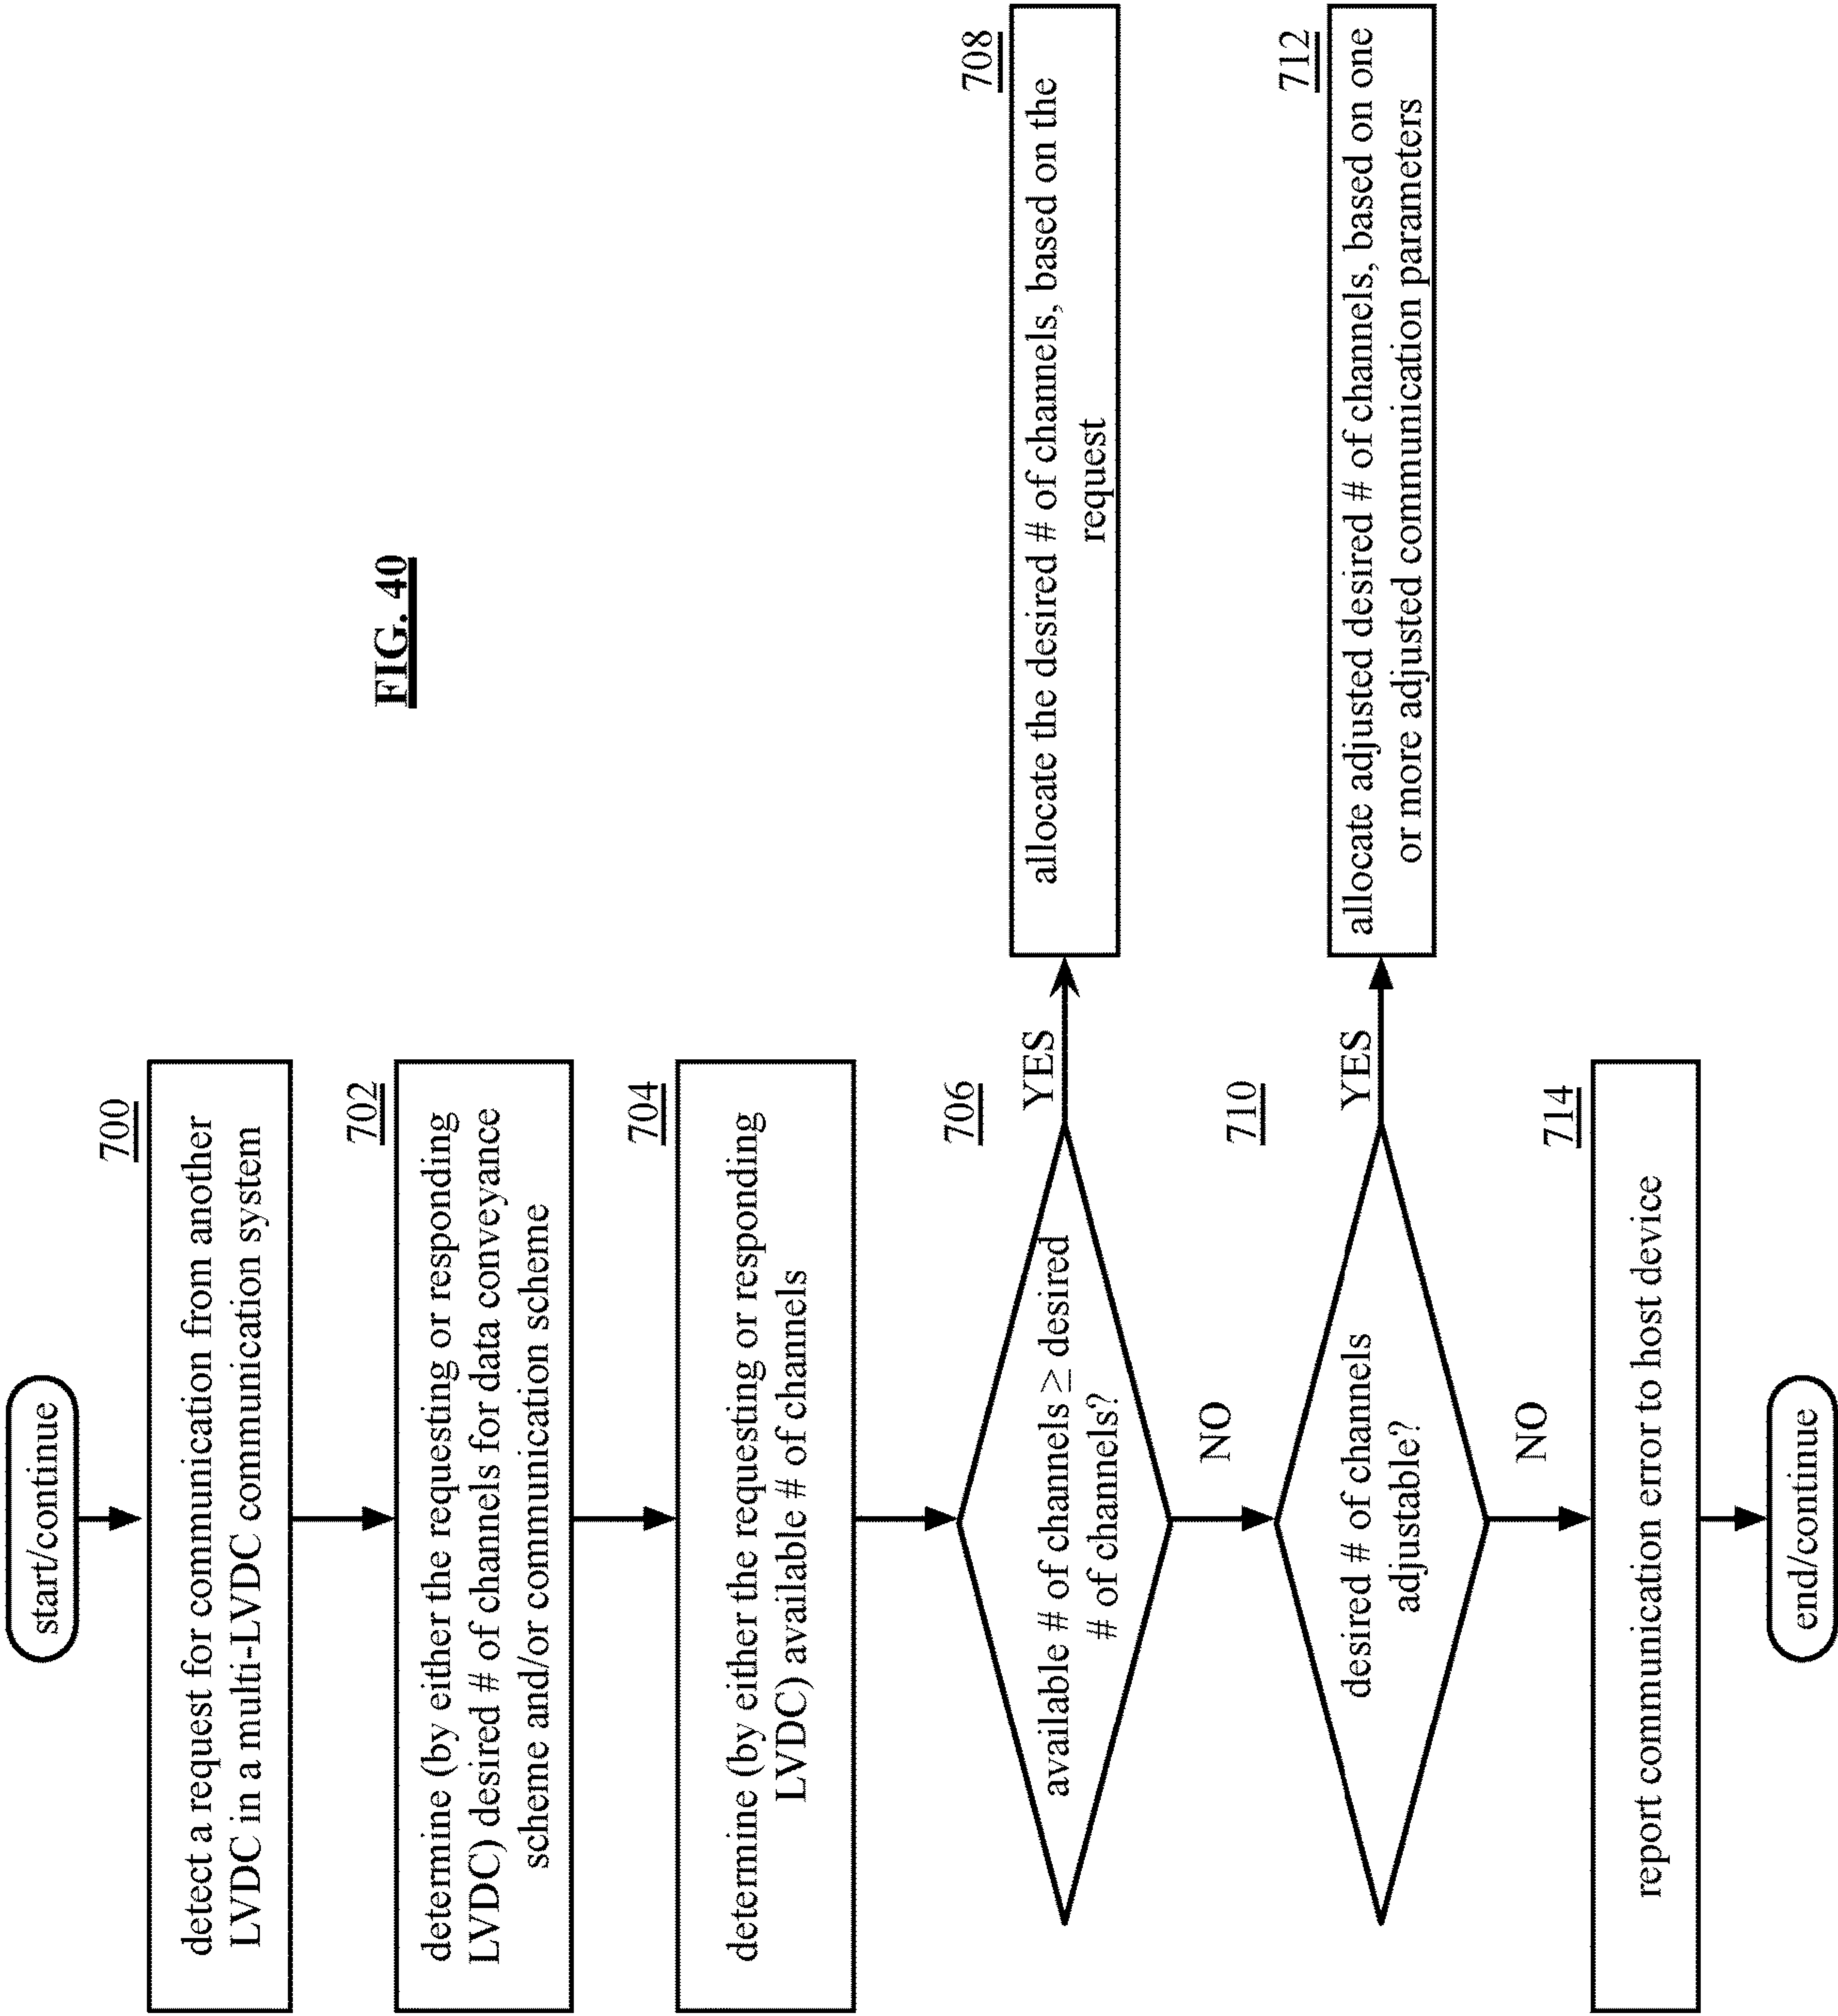 start/continue
700
detect a request for communication from another
LVDC in a multi-LVDC communication system
702
determine (by either the requesting or responding
LVDC) desired # of channels for data conveyance
scheme and/or communication scheme
704
determine (by either the requesting or responding
LVDC) available # of channels
706
available # of channels ≥ desired
# of channels?
YES
708
allocate the desired # of channels, based on the
request
NO
710
desired # of channels
adjustable?
YES
712
allocate adjusted desired # of channels, based on one
or more adjusted communication parameters
NO
714
report communication error to host device
end/continue
FIG. 40